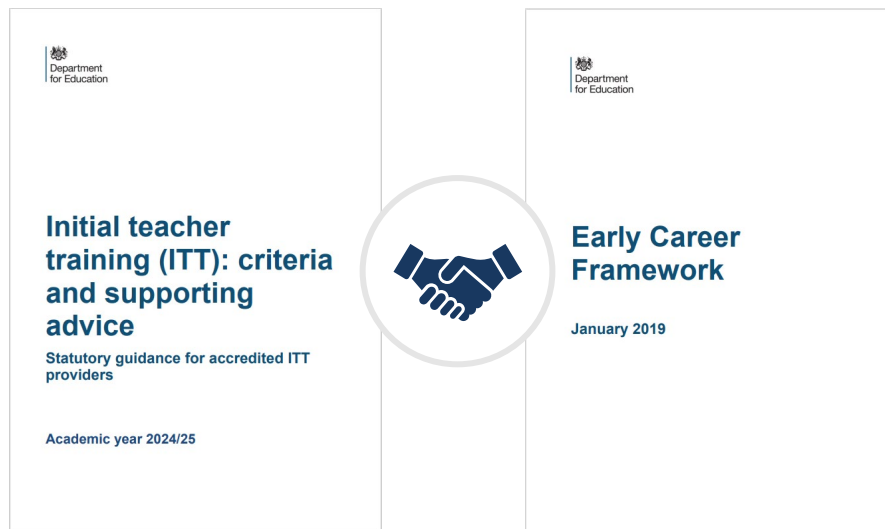 Department
for Education
Initial teacher
training (ITT): criteria
and supporting
advice
Statutory guidance for accredited ITT
providers
Academic year 2024/25
Department
for Education
Early Career
Framework
January 2019